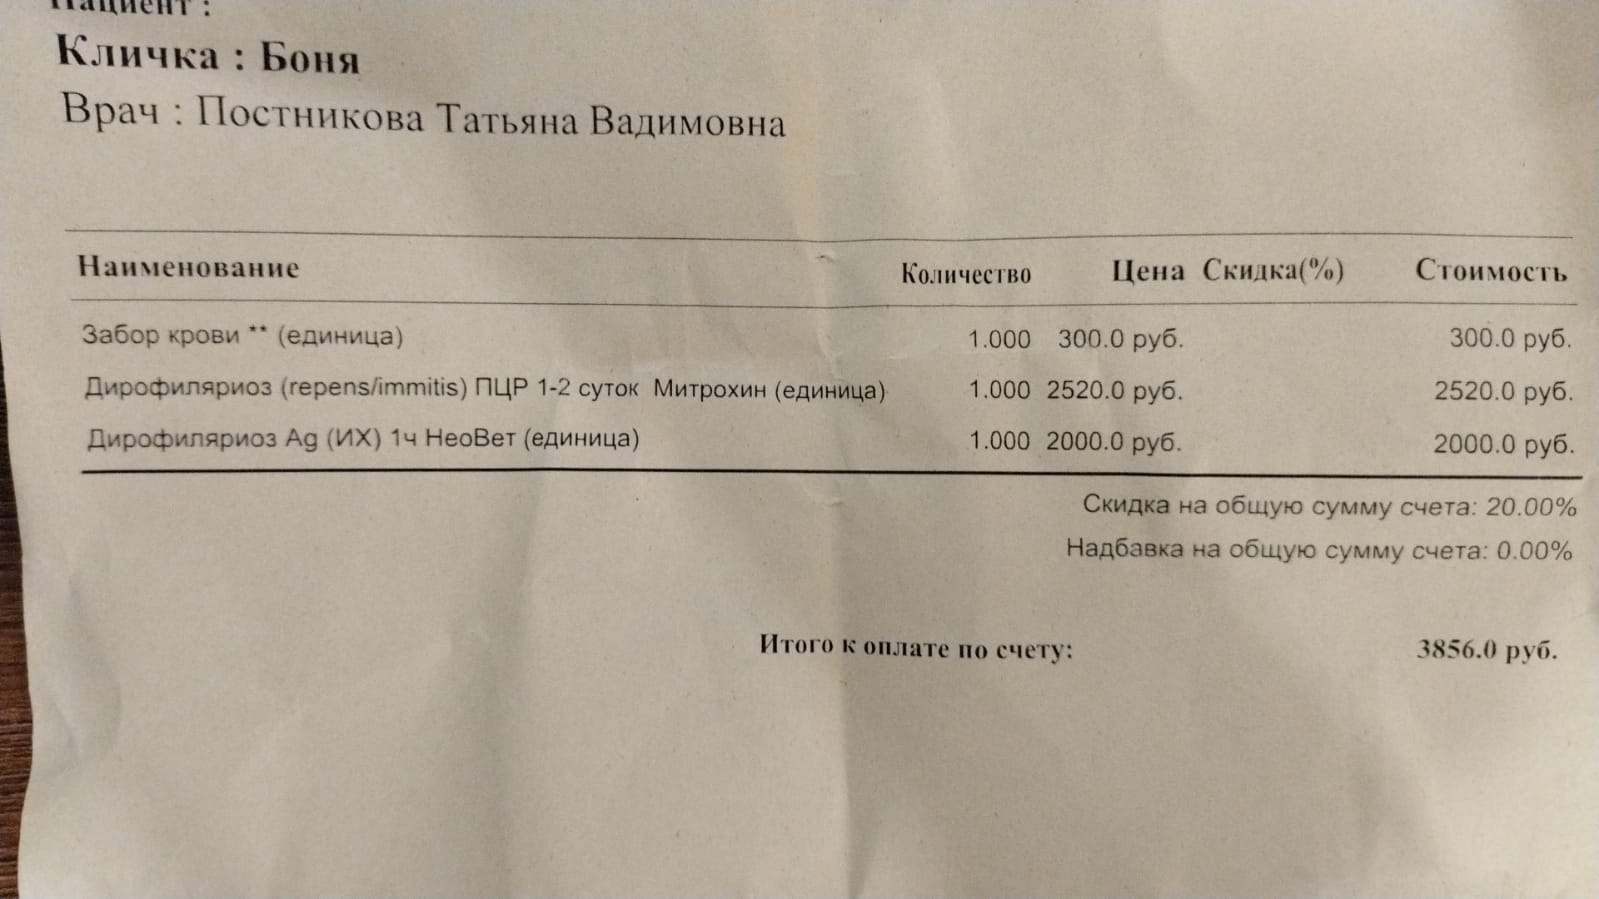 Пациент :
Кличка : Боня
Врач : Постникова Татьяна Вадимовна
Наименование Количество Цена Скидка(%) Стоимость
Забор крови ** (единица) 1.000 300.0 руб. 300.0 руб.
Дирофиляриоз (repens/immitis) ПЦР 1-2 суток Митрохин (единица) 1.000 2520.0 руб. 2520.0 руб.
Дирофиляриоз Ag (ИХ) 1ч НеоВет (единица) 1.000 2000.0 руб. 2000.0 руб.
Скидка на общую сумму счета: 20.00%
Надбавка на общую сумму счета: 0.00%
Итого к оплате по счету: 3856.0 руб.